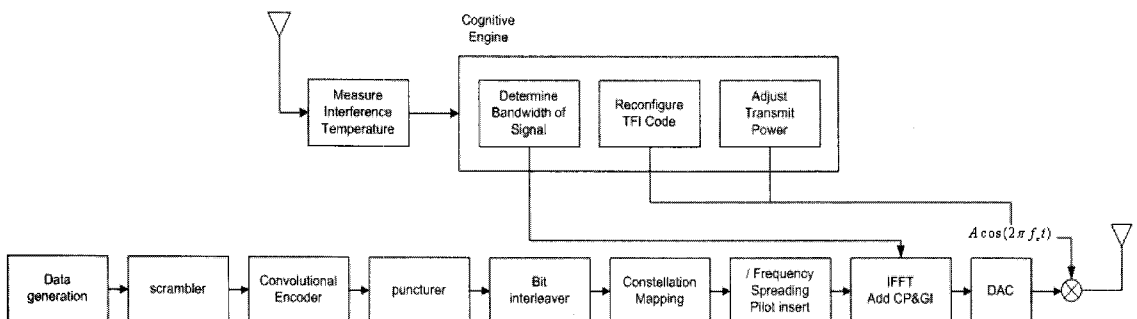 Cognitive
Engine
Measure
Interference
Temperature
Determine
Bandwidth of
Signal
Reconfigure
TFI Code
Adjust
Transmit
Power
A cos(2π f_c t)
Data
generation
scrambler
Convolutional
Encoder
puncturer
Bit
interleaver
Constellation
Mapping
/ Frequency
Spreading
Pilot insert
IFFT
Add CP&GI
DAC